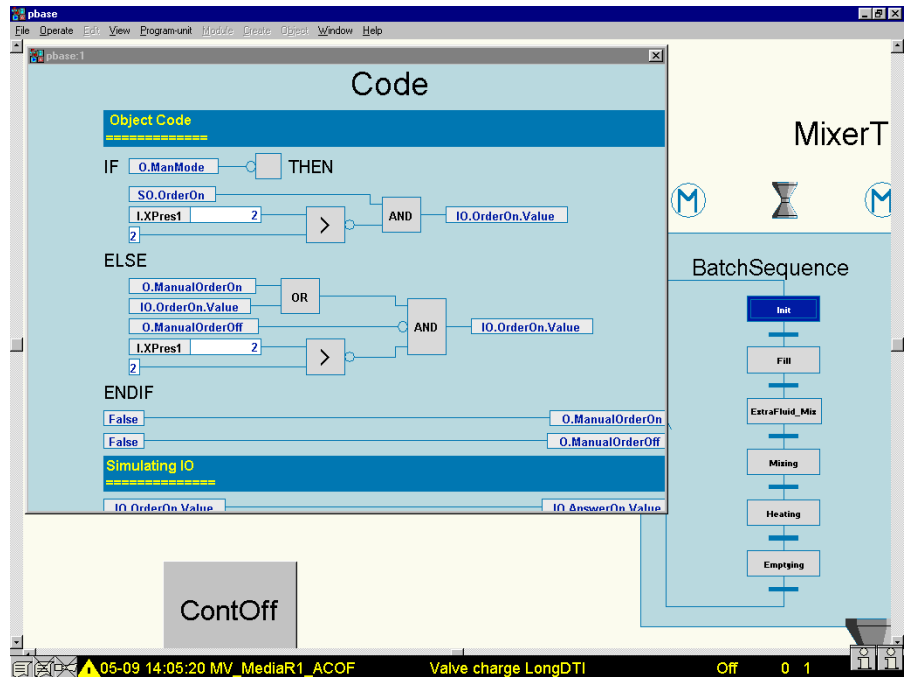 pbase
File Operate Edit View Program-unit Module Create Object Window Help
pbase:1
Code
Object Code
=============
MixerT
IF O.ManMode THEN
SO.OrderOn
I.XPres1 2
2
> AND IO.OrderOn.Value
M M
ELSE
BatchSequence
O.ManualOrderOn
IO.OrderOn.Value
OR
O.ManualOrderOff
AND IO.OrderOn.Value
I.XPres1 2
2
>
ENDIF
False O.ManualOrderOn
False O.ManualOrderOff
Simulating IO
==============
IO.OrderOn.Value IO.AnswerOn.Value
Init
Fill
ExtraFluid_Mix
Mixing
Heating
Emptying
ContOff
05-09 14:05:20 MV_MediaR1_ACOF Valve charge LongDTI Off 0 1